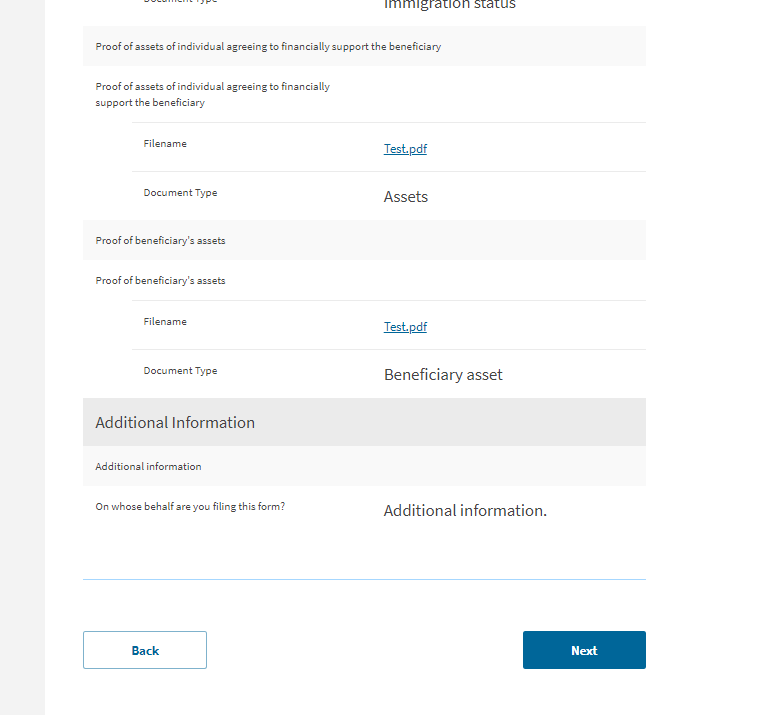 Document Type
Immigration status
Proof of assets of individual agreeing to financially support the beneficiary
Proof of assets of individual agreeing to financially
support the beneficiary
Filename
Test.pdf
Document Type
Assets
Proof of beneficiary's assets
Proof of beneficiary's assets
Filename
Test.pdf
Document Type
Beneficiary asset
Additional Information
Additional information
On whose behalf are you filing this form?
Additional information.
Back
Next